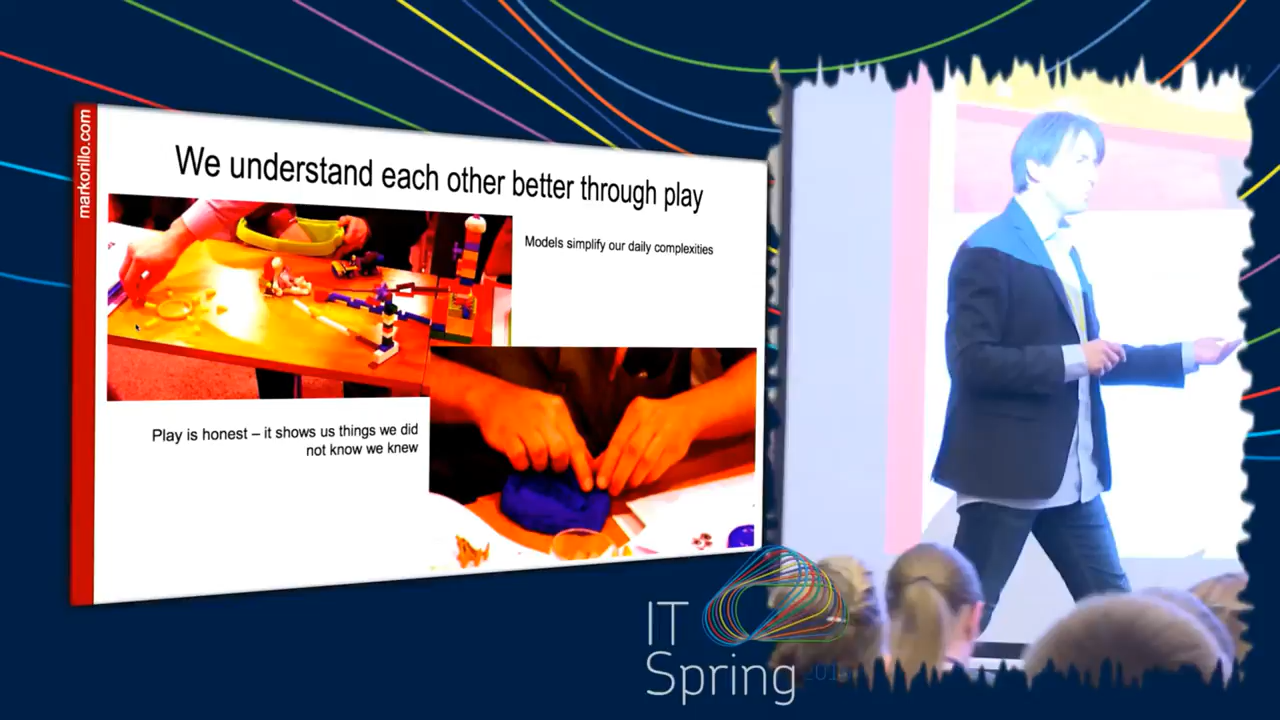 markorillo.com
We understand each other better through play
Models simplify our daily complexities
Play is honest – it shows us things we did
not know we knew
IT
Spring